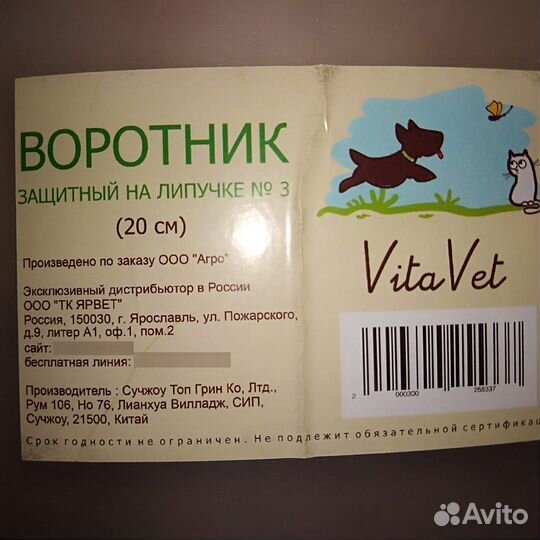 ВОРОТНИК
ЗАЩИТНЫЙ НА ЛИПУЧКЕ № 3
(20 см)
Произведено по заказу ООО "Агро"
Эксклюзивный дистрибьютор в России
ООО "ТК ЯРВЕТ"
Россия, 150030, г. Ярославль, ул. Пожарского,
д.9, литер А1, оф.1, пом.2
сайт:
бесплатная линия:
Производитель : Сучжоу Топ Грин Ко, Лтд.,
Рум 106, Но 76, Лианхуа Вилладж, СИП,
Сучжоу, 21500, Китай
Срок годности не ограничен. Не подлежит обязательной сертификац
VitaVet
2 000300 256337
Avito